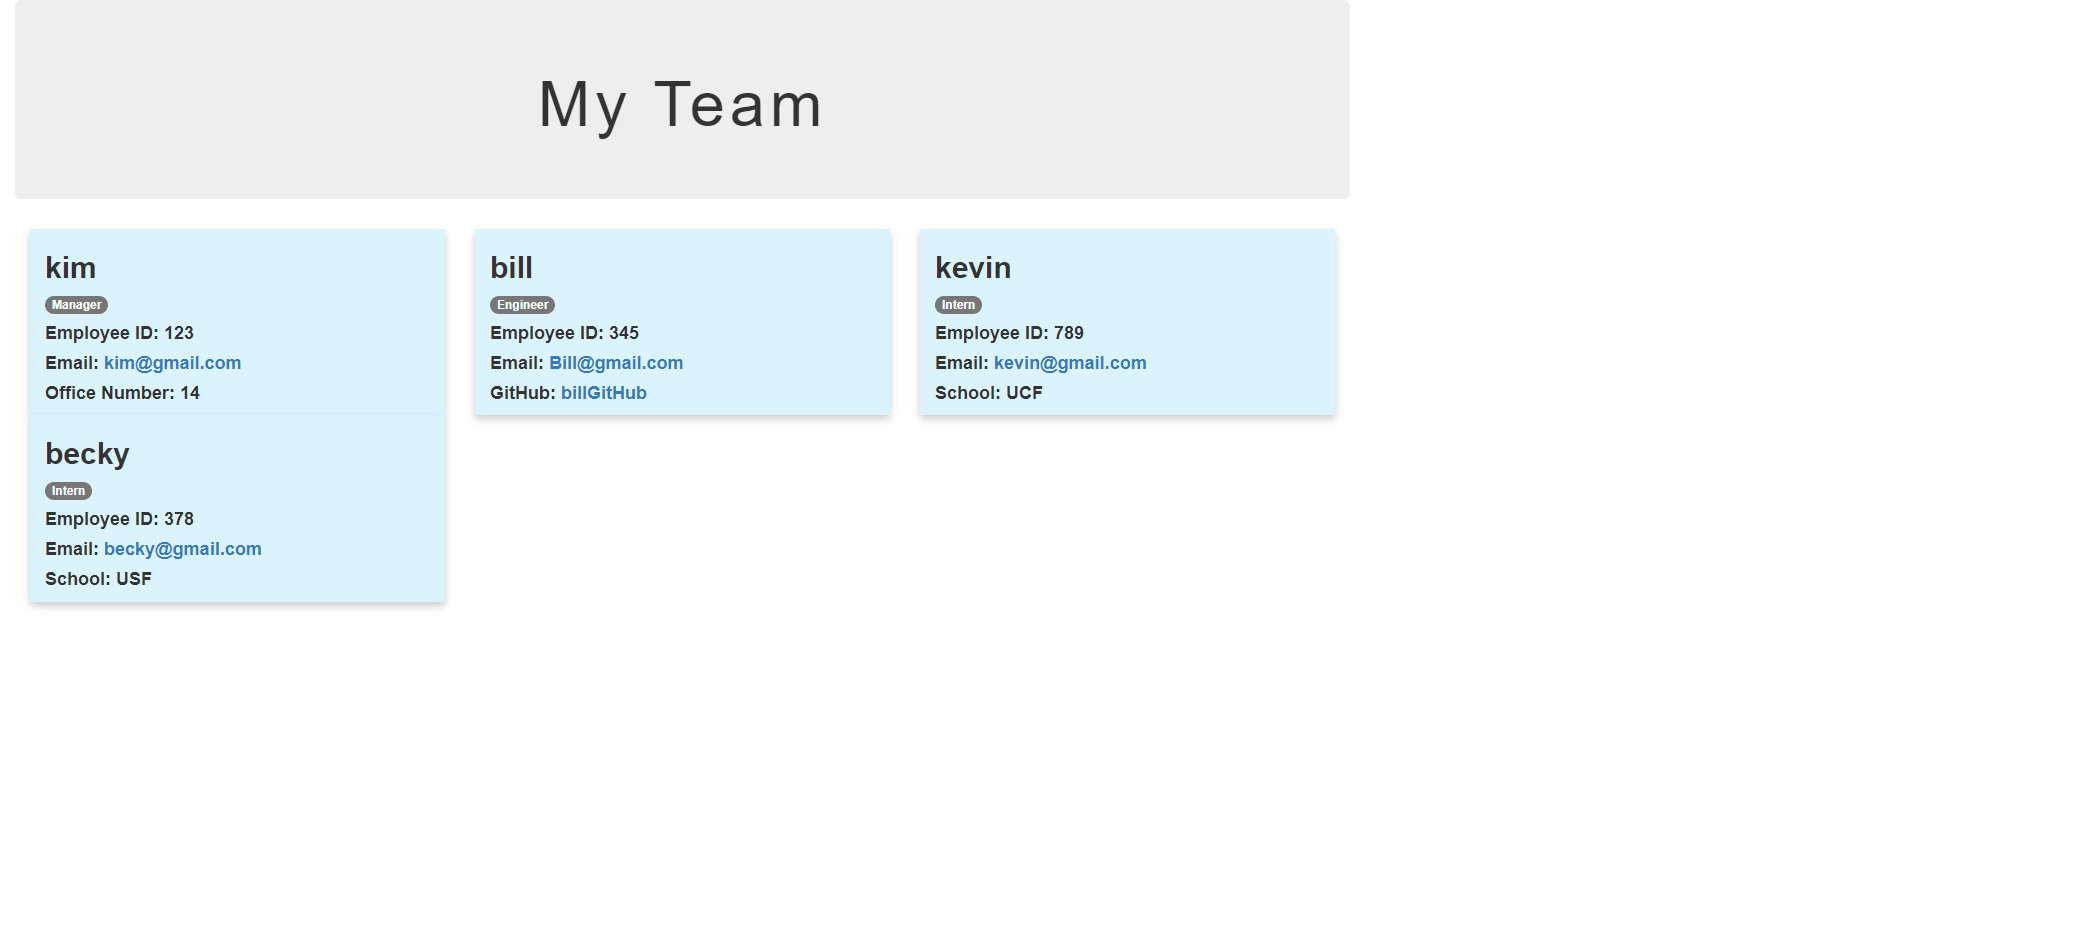 My Team
kim
Manager
Employee ID: 123
Email: kim@gmail.com
Office Number: 14
bill
Engineer
Employee ID: 345
Email: Bill@gmail.com
GitHub: billGitHub
kevin
Intern
Employee ID: 789
Email: kevin@gmail.com
School: UCF
becky
Intern
Employee ID: 378
Email: becky@gmail.com
School: USF